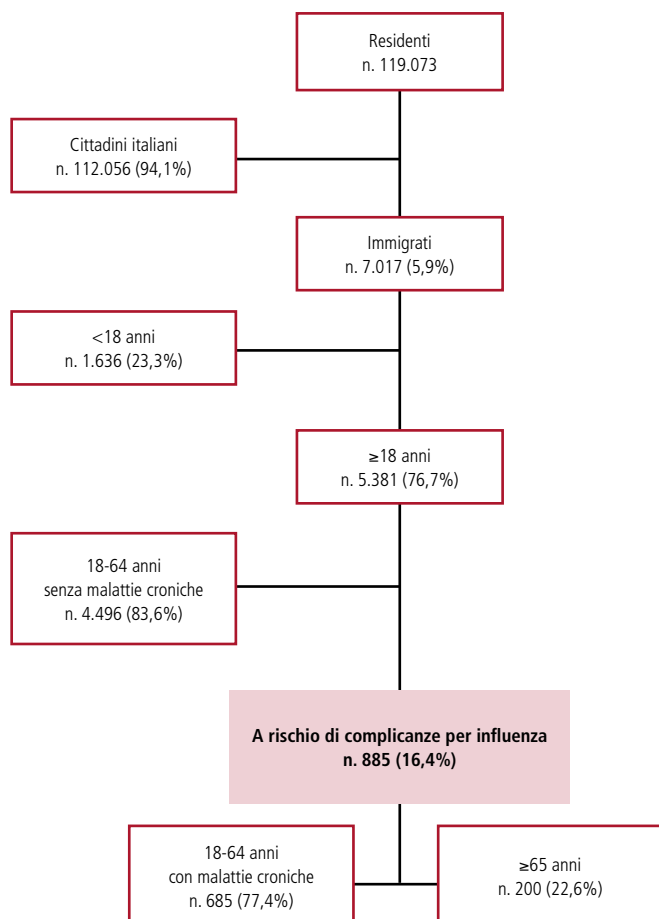 Residenti
n. 119.073
Cittadini italiani
n. 112.056 (94,1%)
Immigrati
n. 7.017 (5,9%)
<18 anni
n. 1.636 (23,3%)
≥18 anni
n. 5.381 (76,7%)
18-64 anni
senza malattie croniche
n. 4.496 (83,6%)
A rischio di complicanze per influenza
n. 885 (16,4%)
18-64 anni
con malattie croniche
n. 685 (77,4%)
≥65 anni
n. 200 (22,6%)